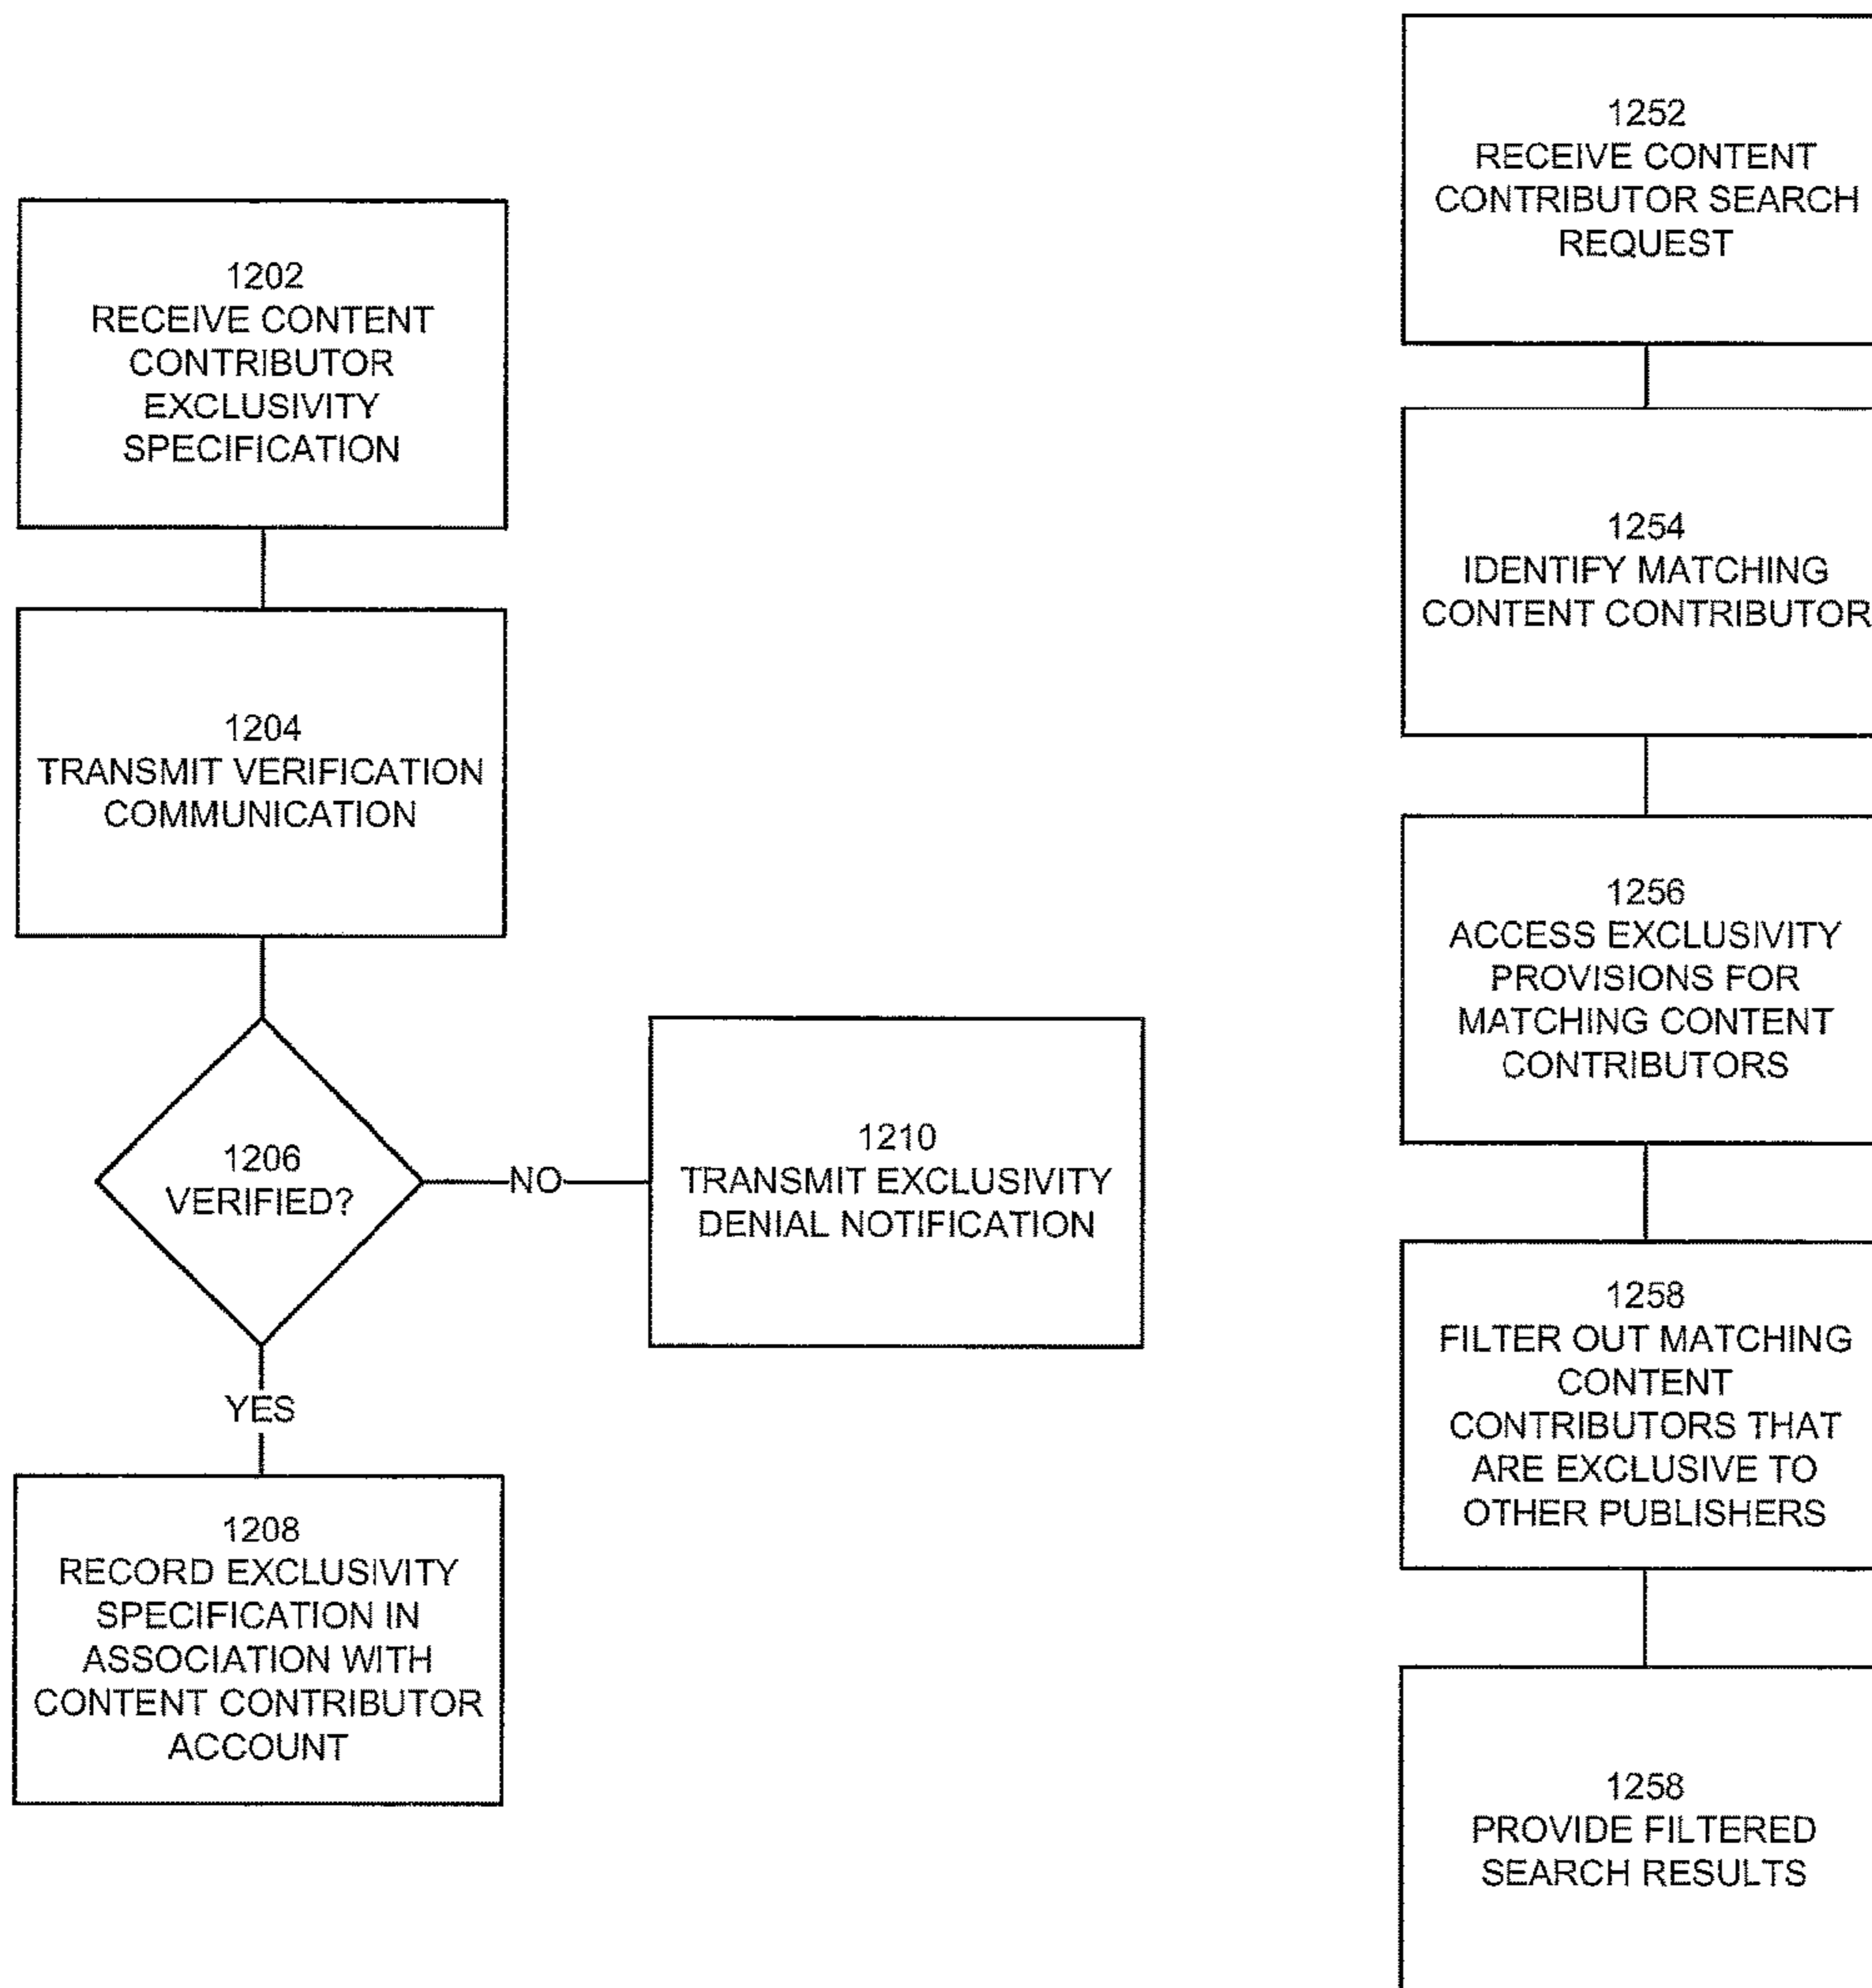 1202
RECEIVE CONTENT
CONTRIBUTOR
EXCLUSIVITY
SPECIFICATION
1204
TRANSMIT VERIFICATION
COMMUNICATION
1206
VERIFIED?
NO
1210
TRANSMIT EXCLUSIVITY
DENIAL NOTIFICATION
YES
1208
RECORD EXCLUSIVITY
SPECIFICATION IN
ASSOCIATION WITH
CONTENT CONTRIBUTOR
ACCOUNT
1252
RECEIVE CONTENT
CONTRIBUTOR SEARCH
REQUEST
1254
IDENTIFY MATCHING
CONTENT CONTRIBUTOR
1256
ACCESS EXCLUSIVITY
PROVISIONS FOR
MATCHING CONTENT
CONTRIBUTORS
1258
FILTER OUT MATCHING
CONTENT
CONTRIBUTORS THAT
ARE EXCLUSIVE TO
OTHER PUBLISHERS
1258
PROVIDE FILTERED
SEARCH RESULTS